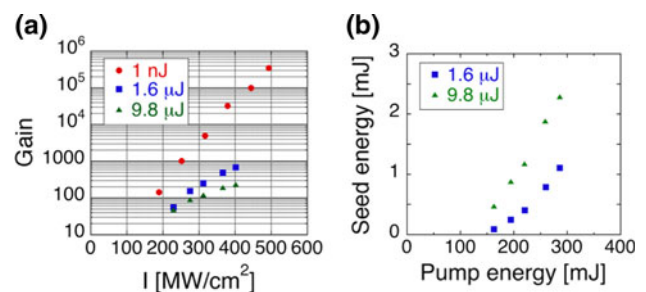 (a)
10^6
10^5
10^4
1000
100
10
Gain
1 nJ
1.6 μJ
9.8 μJ
0 100 200 300 400 500 600
I [MW/cm^2]
(b)
3
2
1
0
Seed energy [mJ]
1.6 μJ
9.8 μJ
0 100 200 300 400
Pump energy [mJ]